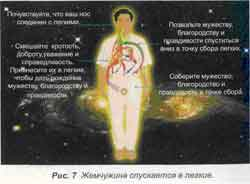 Почувствуйте, что ваш нос
соединен с легкими.
Смешайте кротость,
доброту, уважение и
справедливость.
Принесите их в легкие,
чтобы дать рождение
мужеству, благородству и
правдивости.
Позвольте мужеству,
благородству и
правдивости спуститься
вниз в точку сбора легких.
Соберите мужество,
благородство и
правдивость в точке сбора.
Рис. 7 Жемчужина спускается в легкие.